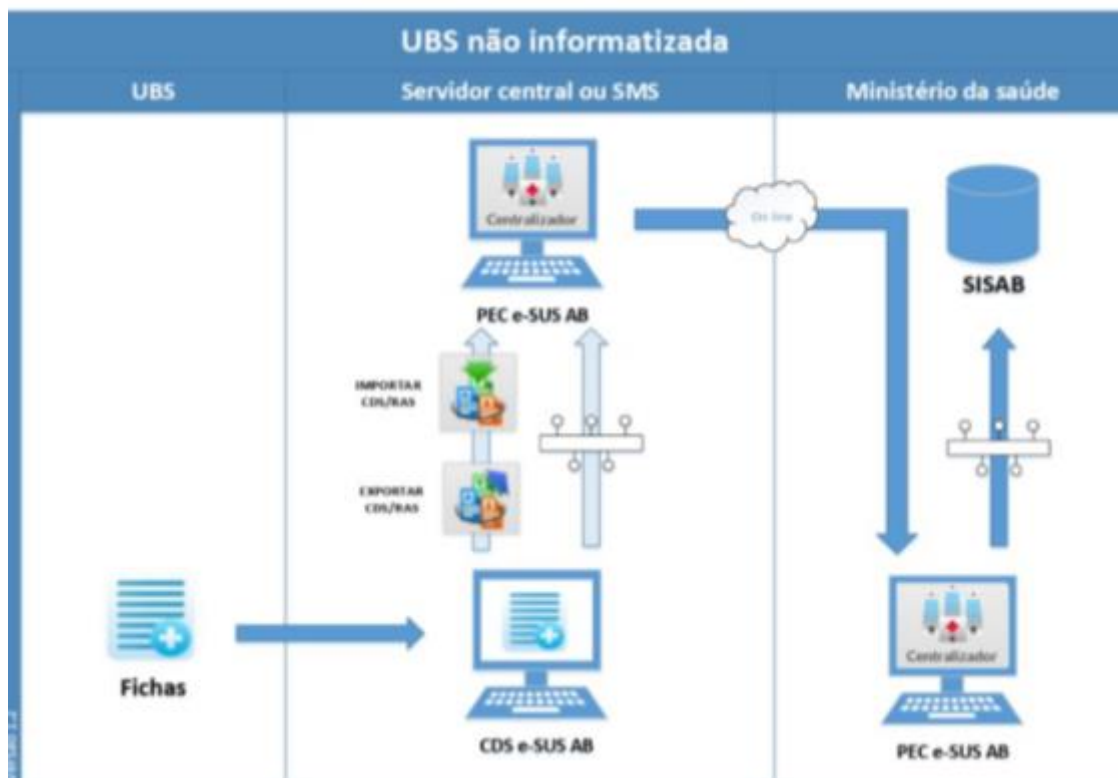 UBS não informatizada
UBS
Servidor central ou SMS
Ministério da saúde
Centralizador
On line
SISAB
PEC e-SUS AB
IMPORTAR
CDS/RAS
EXPORTAR
CDS/RAS
Fichas
CDS e-SUS AB
Centralizador
PEC e-SUS AB